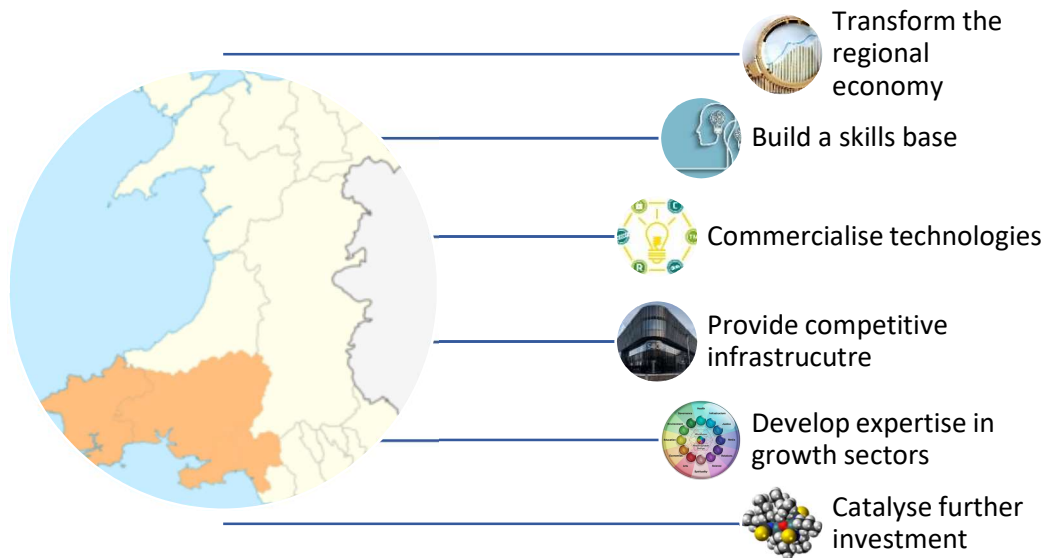 Transform the
regional
economy
Build a skills base
Commercialise technologies
Provide competitive
infrastrucutre
Develop expertise in
growth sectors
Catalyse further
investment